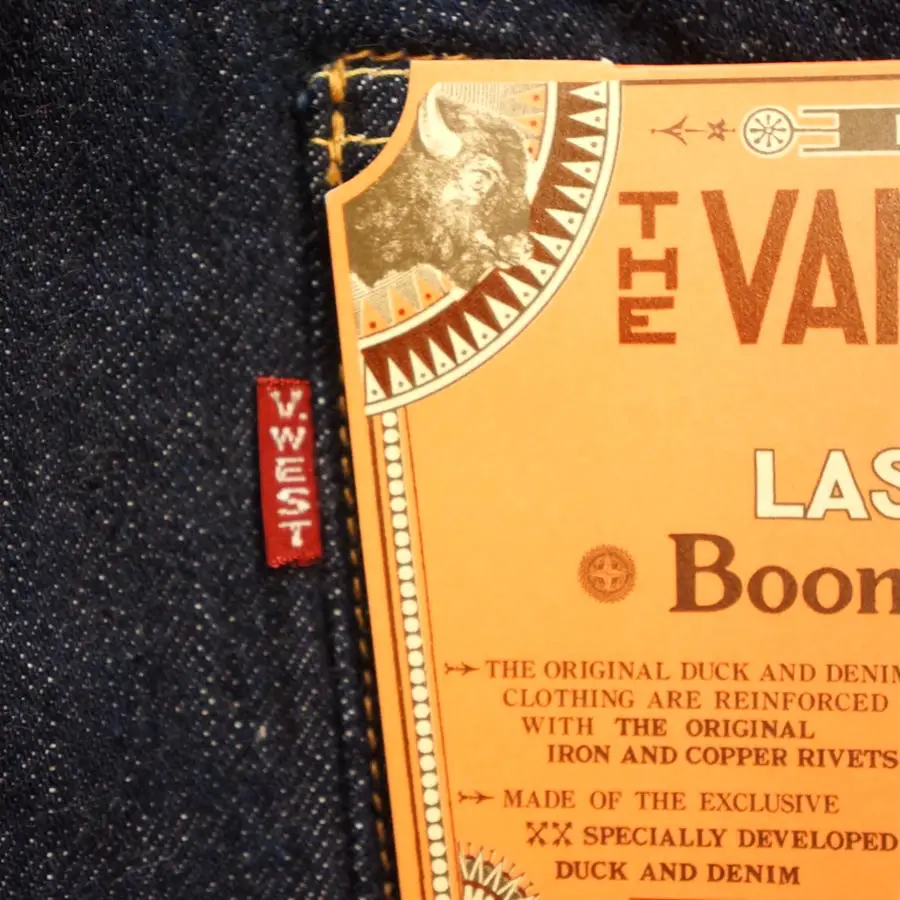 THE VAN
V.WEST
LAS
Boon
THE ORIGINAL DUCK AND DENIM
CLOTHING ARE REINFORCED
WITH THE ORIGINAL
IRON AND COPPER RIVETS
MADE OF THE EXCLUSIVE
XX SPECIALLY DEVELOPED
DUCK AND DENIM